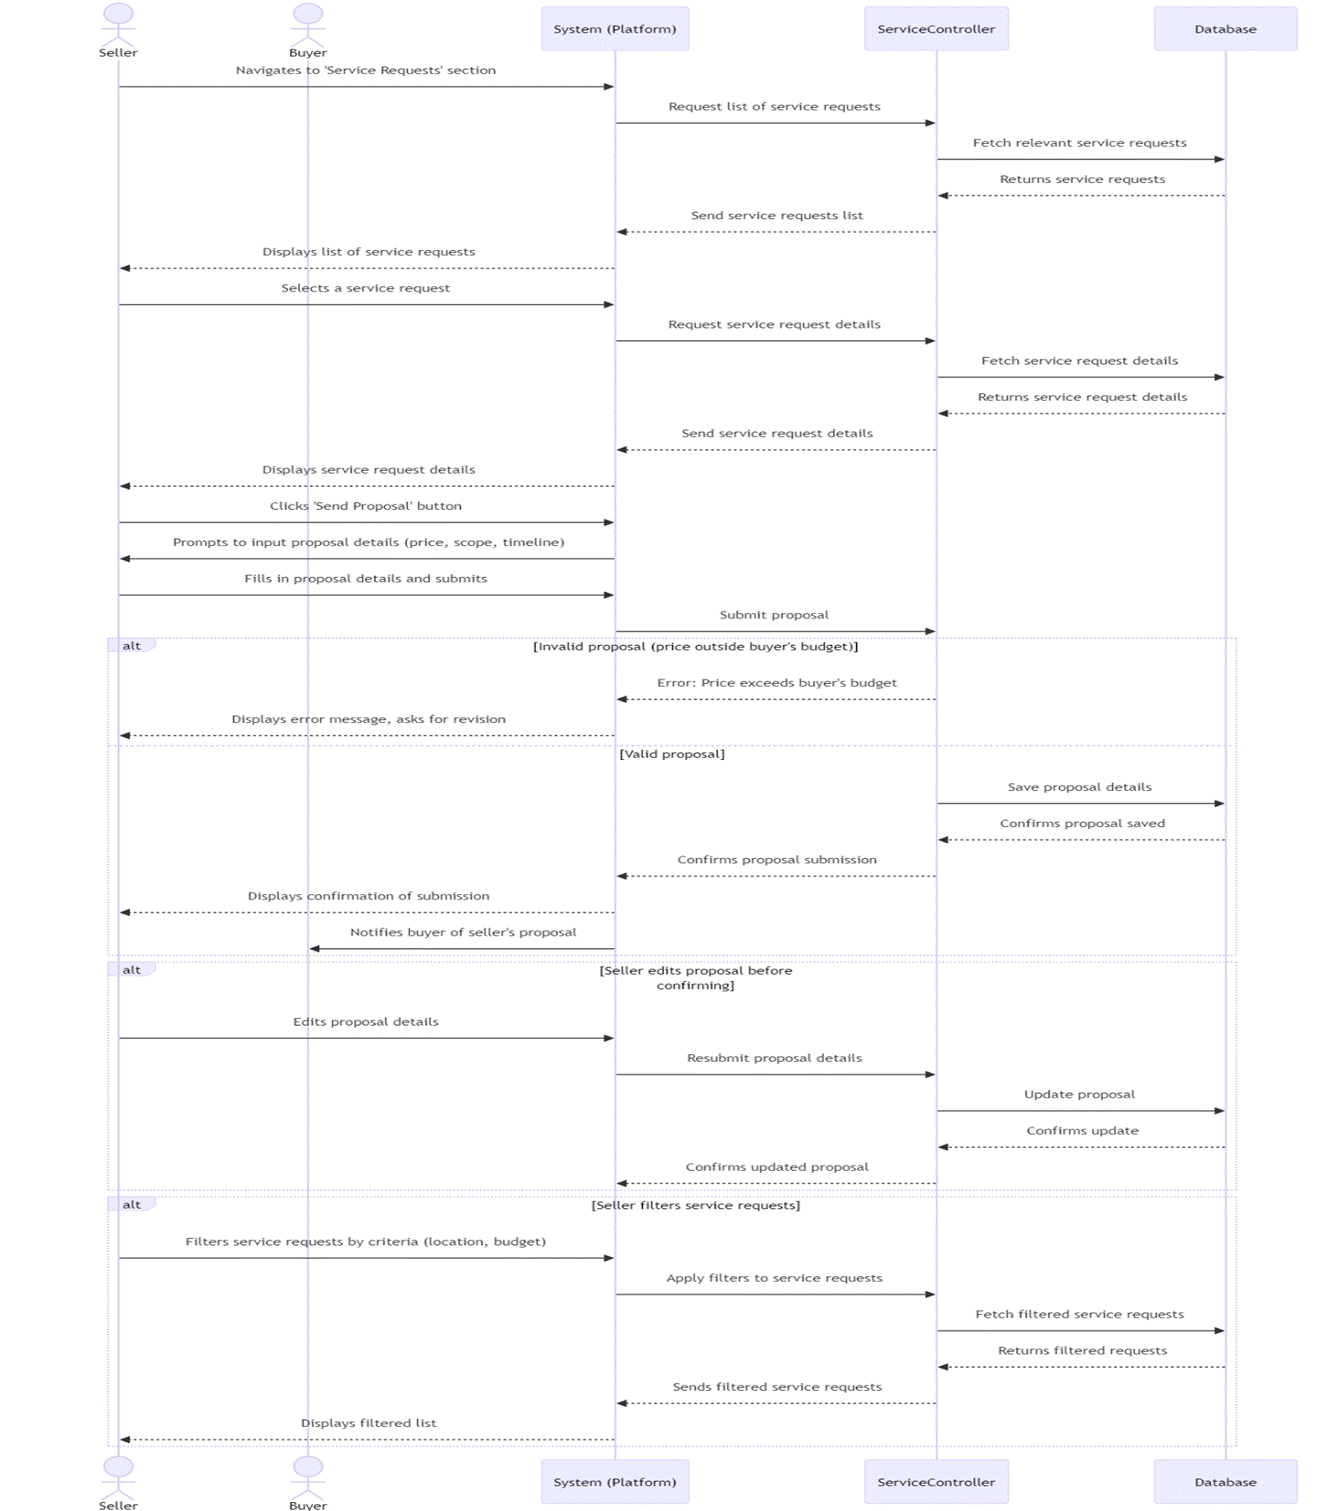 Seller
Buyer
System (Platform)
ServiceController
Database
Navigates to 'Service Requests' section
Request list of service requests
Fetch relevant service requests
Returns service requests
Send service requests list
Displays list of service requests
Selects a service request
Request service request details
Fetch service request details
Returns service request details
Send service request details
Displays service request details
Clicks 'Send Proposal' button
Prompts to input proposal details (price, scope, timeline)
Fills in proposal details and submits
Submit proposal
alt
[Invalid proposal (price outside buyer's budget)]
Error: Price exceeds buyer's budget
Displays error message, asks for revision
[Valid proposal]
Save proposal details
Confirms proposal saved
Confirms proposal submission
Displays confirmation of submission
Notifies buyer of seller's proposal
alt
[Seller edits proposal before
confirming]
Edits proposal details
Resubmit proposal details
Update proposal
Confirms update
Confirms updated proposal
alt
[Seller filters service requests]
Filters service requests by criteria (location, budget)
Apply filters to service requests
Fetch filtered service requests
Returns filtered requests
Sends filtered service requests
Displays filtered list
Seller
Buyer
System (Platform)
ServiceController
Database